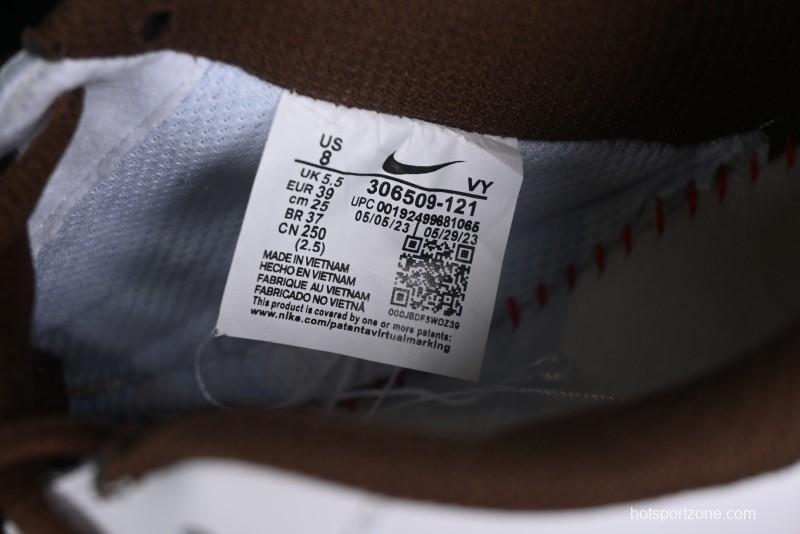 US
8
UK 5.5
EUR 39
cm 25
BR 37
CN 250
(2.5)
VY
306509-121
UPC 00192499681065
05/05/23 05/29/23
000JBDF5WOZ39
MADE IN VIETNAM
HECHO EN VIETNAM
FABRIQUE AU VIETNAM
FABRICADO NO VIETNÃ
This product is covered by one or more patents:
www.nike.com/patentavirtualmarking
hotsportzone.com